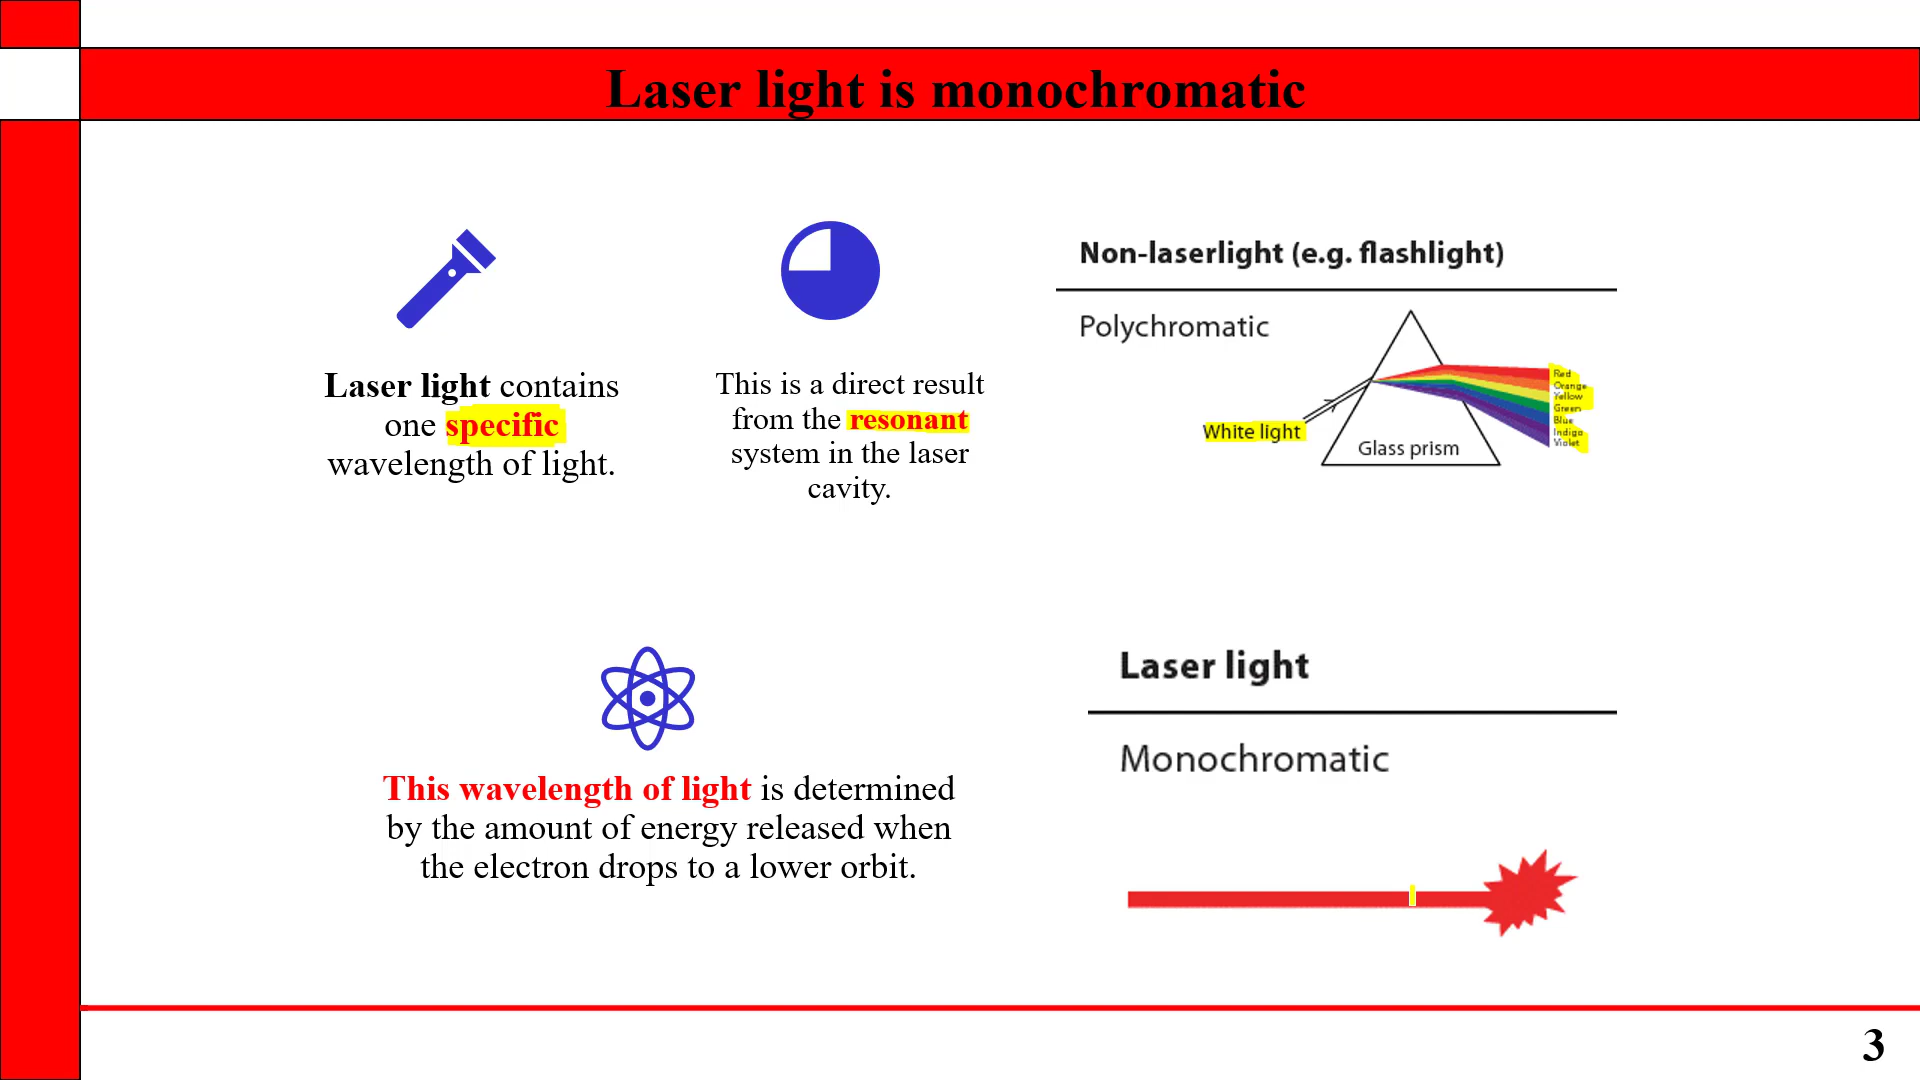 Laser light is monochromatic
Laser light contains
one specific
wavelength of light.
This is a direct result
from the resonant
system in the laser
cavity.
Non-laserlight (e.g. flashlight)
Polychromatic
White light
Glass prism
Red
Orange
Yellow
Green
Blue
Indigo
Violet
This wavelength of light is determined
by the amount of energy released when
the electron drops to a lower orbit.
Laser light
Monochromatic
3